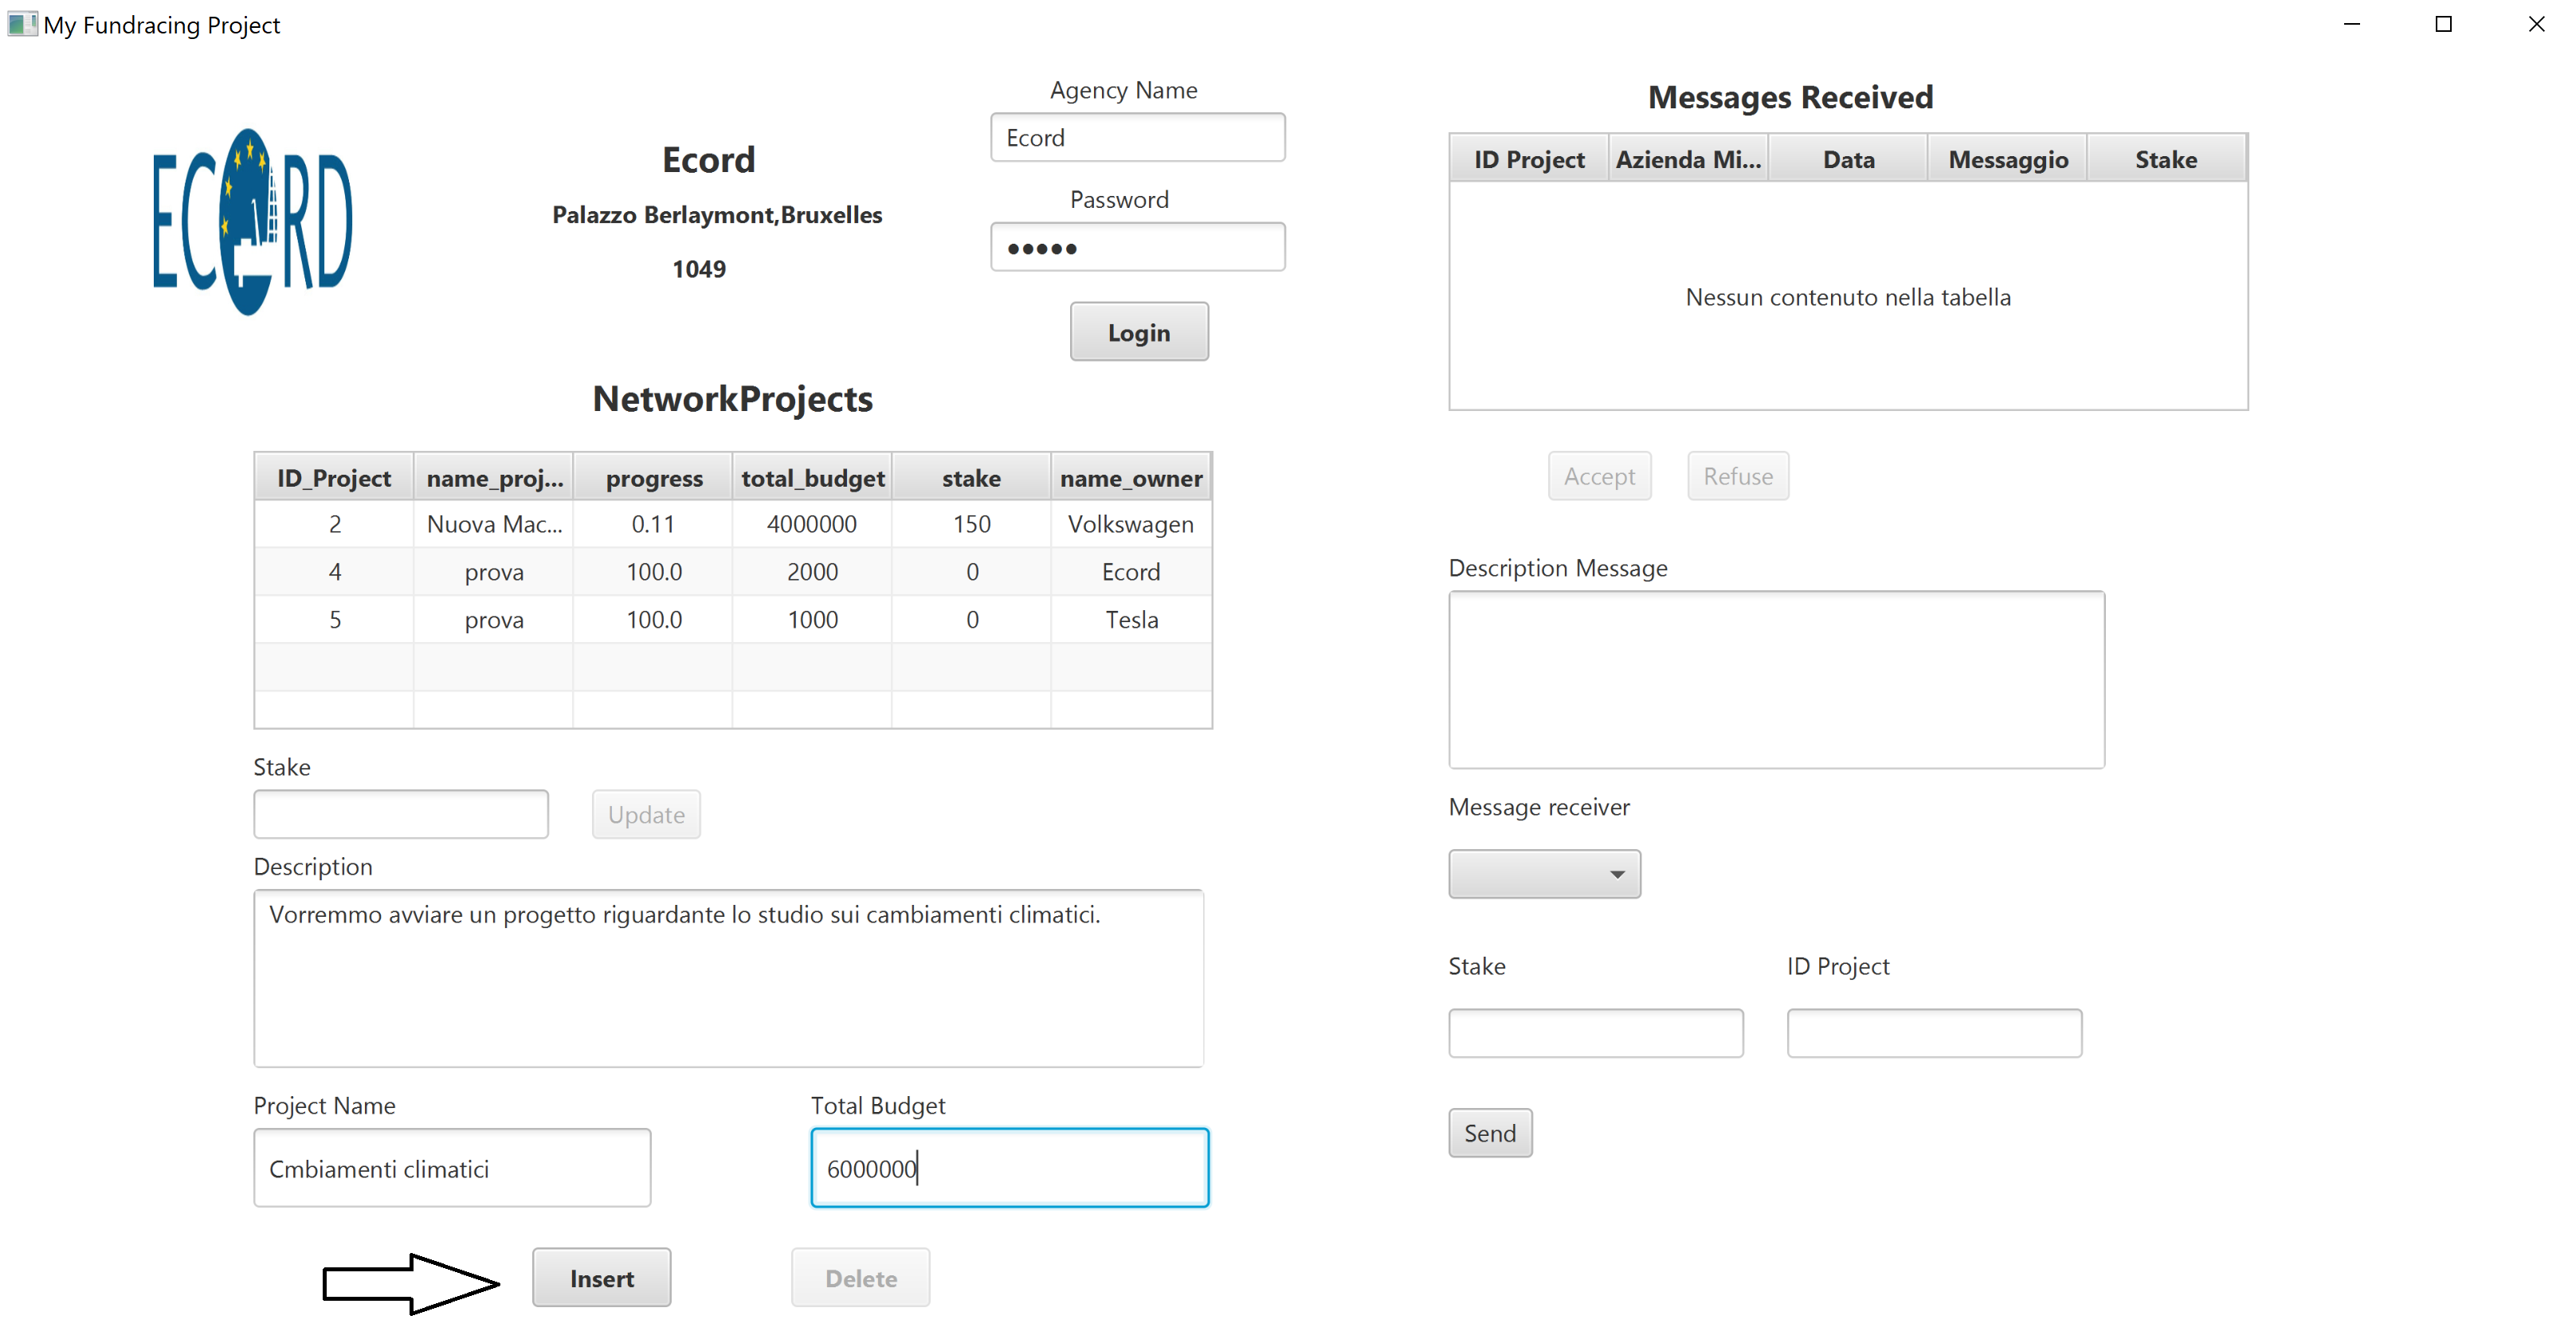 My Fundracing Project
ECORD
Ecord
Palazzo Berlaymont,Bruxelles
1049
Agency Name
Ecord
Password
●●●●●
Login
NetworkProjects
ID_Project name_proj... progress total_budget stake name_owner
2 Nuova Mac... 0.11 4000000 150 Volkswagen
4 prova 100.0 2000 0 Ecord
5 prova 100.0 1000 0 Tesla
Stake
Update
Description
Vorremmo avviare un progetto riguardante lo studio sui cambiamenti climatici.
Project Name Total Budget
Cmbiamenti climatici 6000000
Insert Delete
Messages Received
ID Project Azienda Mi... Data Messaggio Stake
Nessun contenuto nella tabella
Accept Refuse
Description Message
Message receiver
Stake ID Project
Send